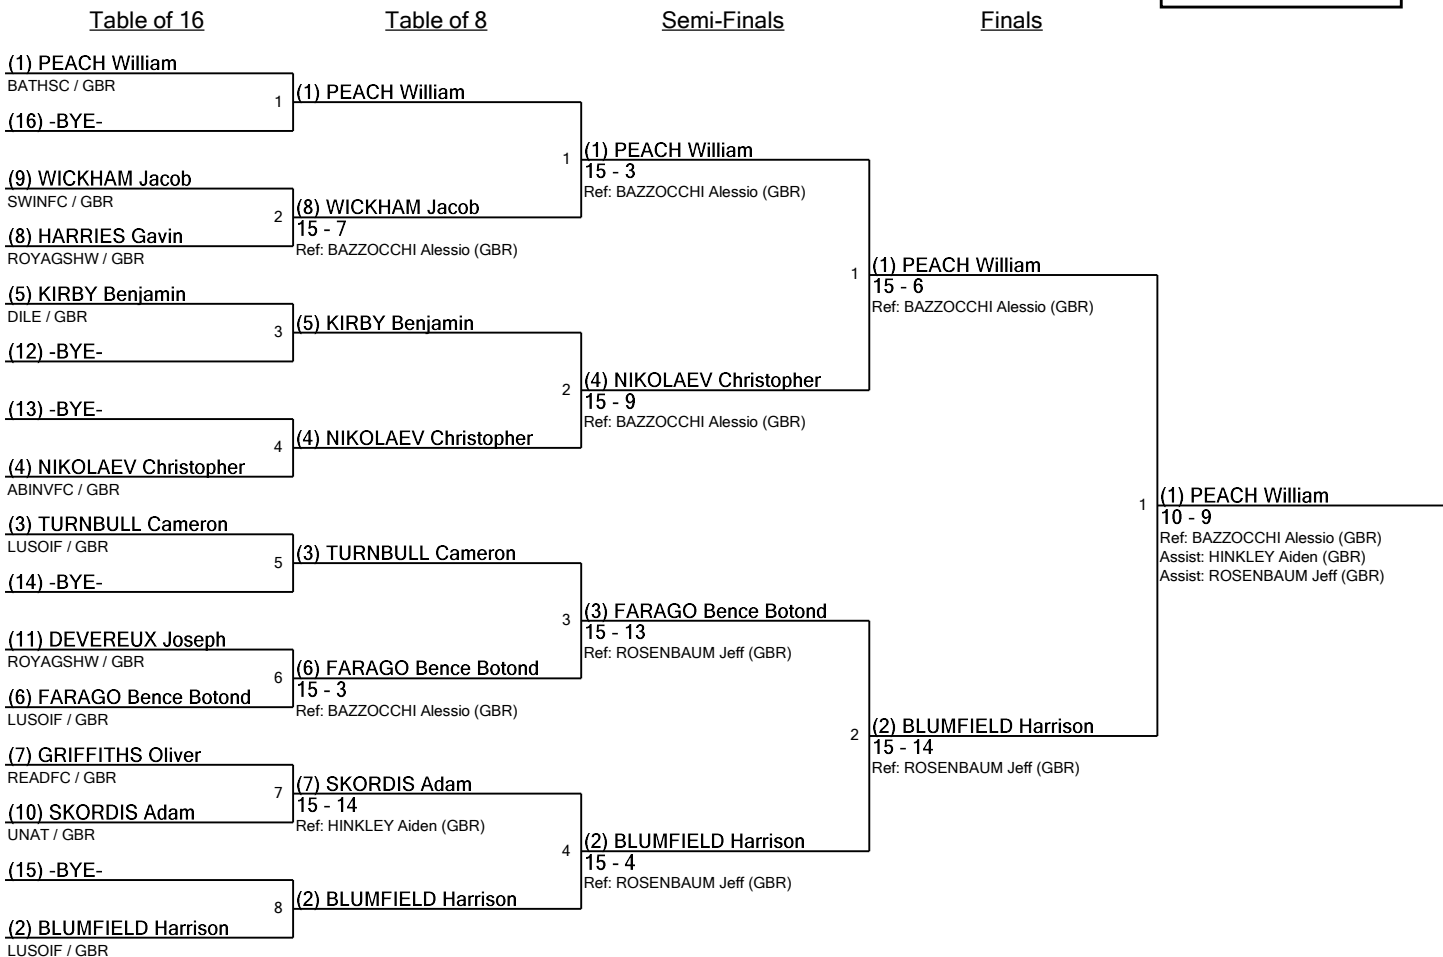 Table of 16
Table of 8
Semi-Finals
Finals
(1) PEACH William
BATHSC / GBR
1
(16) -BYE-
(9) WICKHAM Jacob
SWINFC / GBR
2
(8) HARRIES Gavin
ROYAGSHW / GBR
(5) KIRBY Benjamin
DILE / GBR
3
(12) -BYE-
(13) -BYE-
4
(4) NIKOLAEV Christopher
ABINVFC / GBR
(3) TURNBULL Cameron
LUSOIF / GBR
5
(14) -BYE-
(11) DEVEREUX Joseph
ROYAGSHW / GBR
6
(6) FARAGO Bence Botond
LUSOIF / GBR
(7) GRIFFITHS Oliver
READFC / GBR
7
(10) SKORDIS Adam
UNAT / GBR
(15) -BYE-
8
(2) BLUMFIELD Harrison
LUSOIF / GBR
(1) PEACH William
1
(8) WICKHAM Jacob
15 - 7
Ref: BAZZOCCHI Alessio (GBR)
(5) KIRBY Benjamin
2
(4) NIKOLAEV Christopher
(3) TURNBULL Cameron
3
(6) FARAGO Bence Botond
15 - 3
Ref: BAZZOCCHI Alessio (GBR)
(7) SKORDIS Adam
15 - 14
Ref: HINKLEY Aiden (GBR)
4
(2) BLUMFIELD Harrison
(1) PEACH William
15 - 3
Ref: BAZZOCCHI Alessio (GBR)
1
(4) NIKOLAEV Christopher
15 - 9
Ref: BAZZOCCHI Alessio (GBR)
(3) FARAGO Bence Botond
15 - 13
Ref: ROSENBAUM Jeff (GBR)
2
(2) BLUMFIELD Harrison
15 - 4
Ref: ROSENBAUM Jeff (GBR)
(1) PEACH William
15 - 6
Ref: BAZZOCCHI Alessio (GBR)
1
(2) BLUMFIELD Harrison
15 - 14
Ref: ROSENBAUM Jeff (GBR)
(1) PEACH William
10 - 9
Ref: BAZZOCCHI Alessio (GBR)
Assist: HINKLEY Aiden (GBR)
Assist: ROSENBAUM Jeff (GBR)